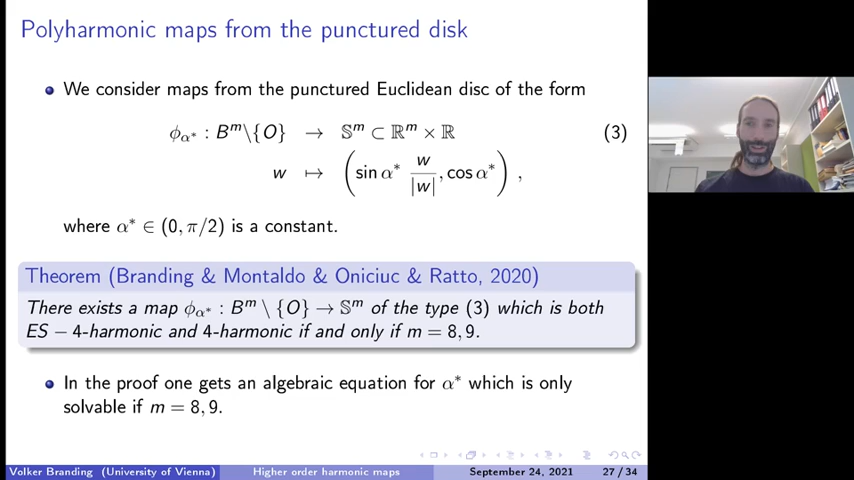 Polyharmonic maps from the punctured disk
We consider maps from the punctured Euclidean disc of the form
ϕ_{α*} : B^m\{O} → 𝕊^m ⊂ ℝ^m × ℝ (3)
w ↦ (sin α* w/|w|, cos α*) ,
where α* ∈ (0, π/2) is a constant.
Theorem (Branding & Montaldo & Oniciuc & Ratto, 2020)
There exists a map ϕ_{α*} : B^m \ {O} → 𝕊^m of the type (3) which is both
ES − 4-harmonic and 4-harmonic if and only if m = 8, 9.
In the proof one gets an algebraic equation for α* which is only
solvable if m = 8, 9.
Volker Branding (University of Vienna) Higher order harmonic maps September 24, 2021 27 / 34